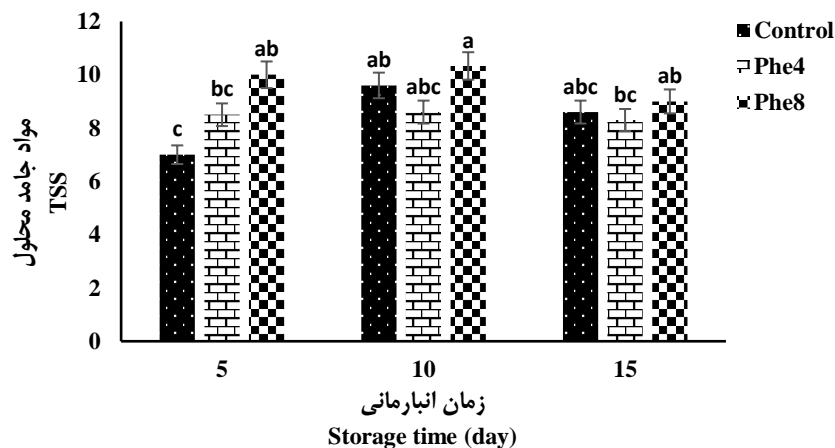 12
10
8
6
4
2
0
مواد جامد محلول
TSS
c
bc
ab
ab
abc
a
abc
bc
ab
5
10
15
زمان انبارمانی
Storage time (day)
Control
Phe4
Phe8